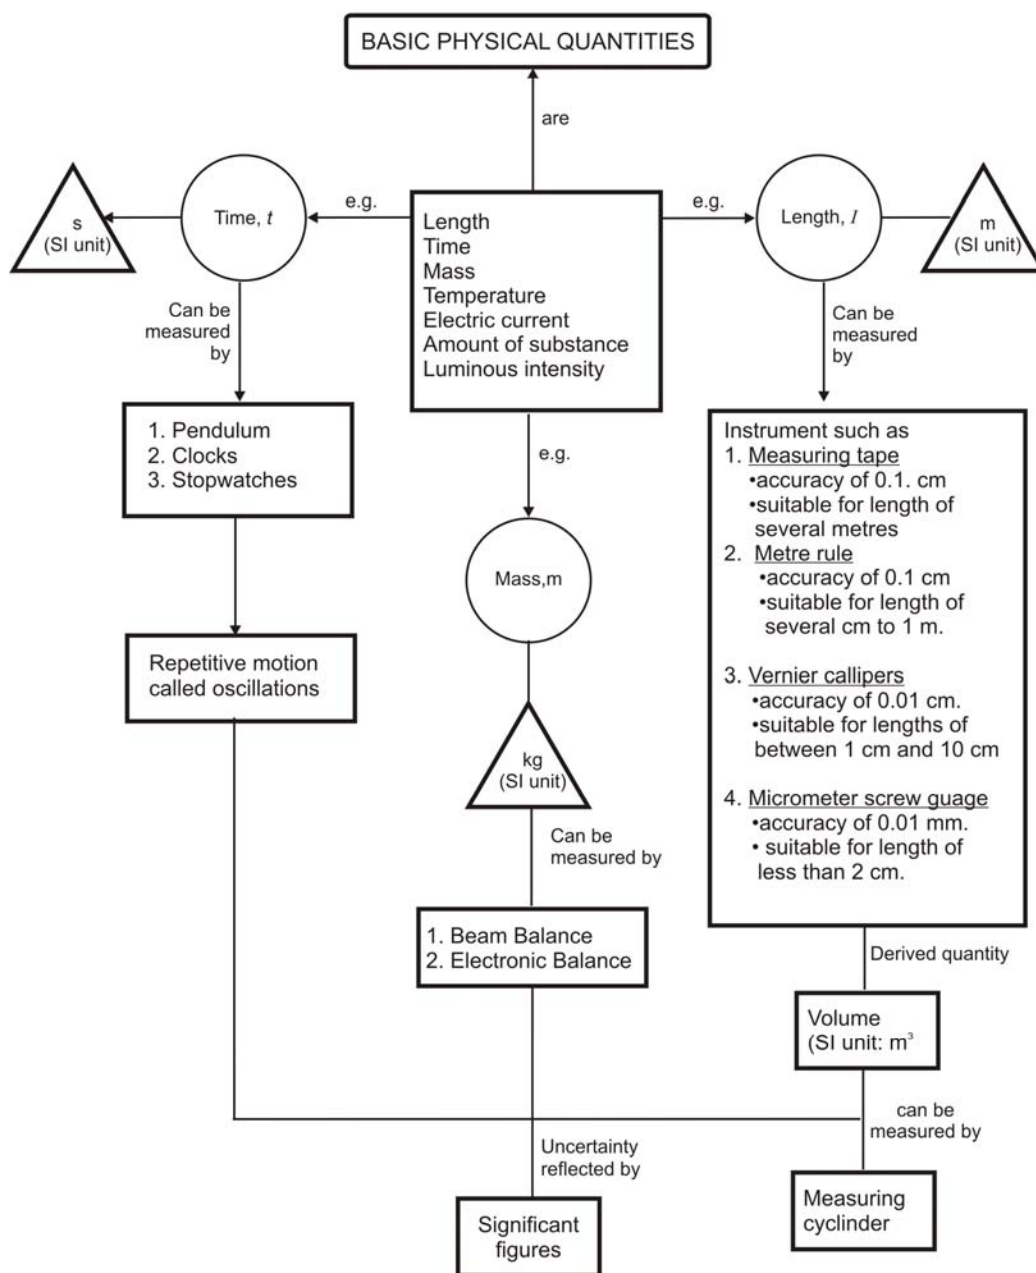 BASIC PHYSICAL QUANTITIES
are
s
(SI unit)
Time, t
e.g.
Length
Time
Mass
Temperature
Electric current
Amount of substance
Luminous intensity
e.g.
Length, l
m
(SI unit)
Can be
measured
by
1. Pendulum
2. Clocks
3. Stopwatches
Repetitive motion
called oscillations
e.g.
Mass,m
kg
(SI unit)
Can be
measured by
1. Beam Balance
2. Electronic Balance
Can be
measured
by
Instrument such as
1. Measuring tape
•accuracy of 0.1. cm
•suitable for length of
several metres
2. Metre rule
•accuracy of 0.1 cm
•suitable for length of
several cm to 1 m.
3. Vernier callipers
•accuracy of 0.01 cm.
•suitable for lengths of
between 1 cm and 10 cm
4. Micrometer screw guage
•accuracy of 0.01 mm.
• suitable for length of
less than 2 cm.
Derived quantity
Volume
(SI unit: m³
can be
measured by
Measuring
cyclinder
Uncertainty
reflected by
Significant
figures